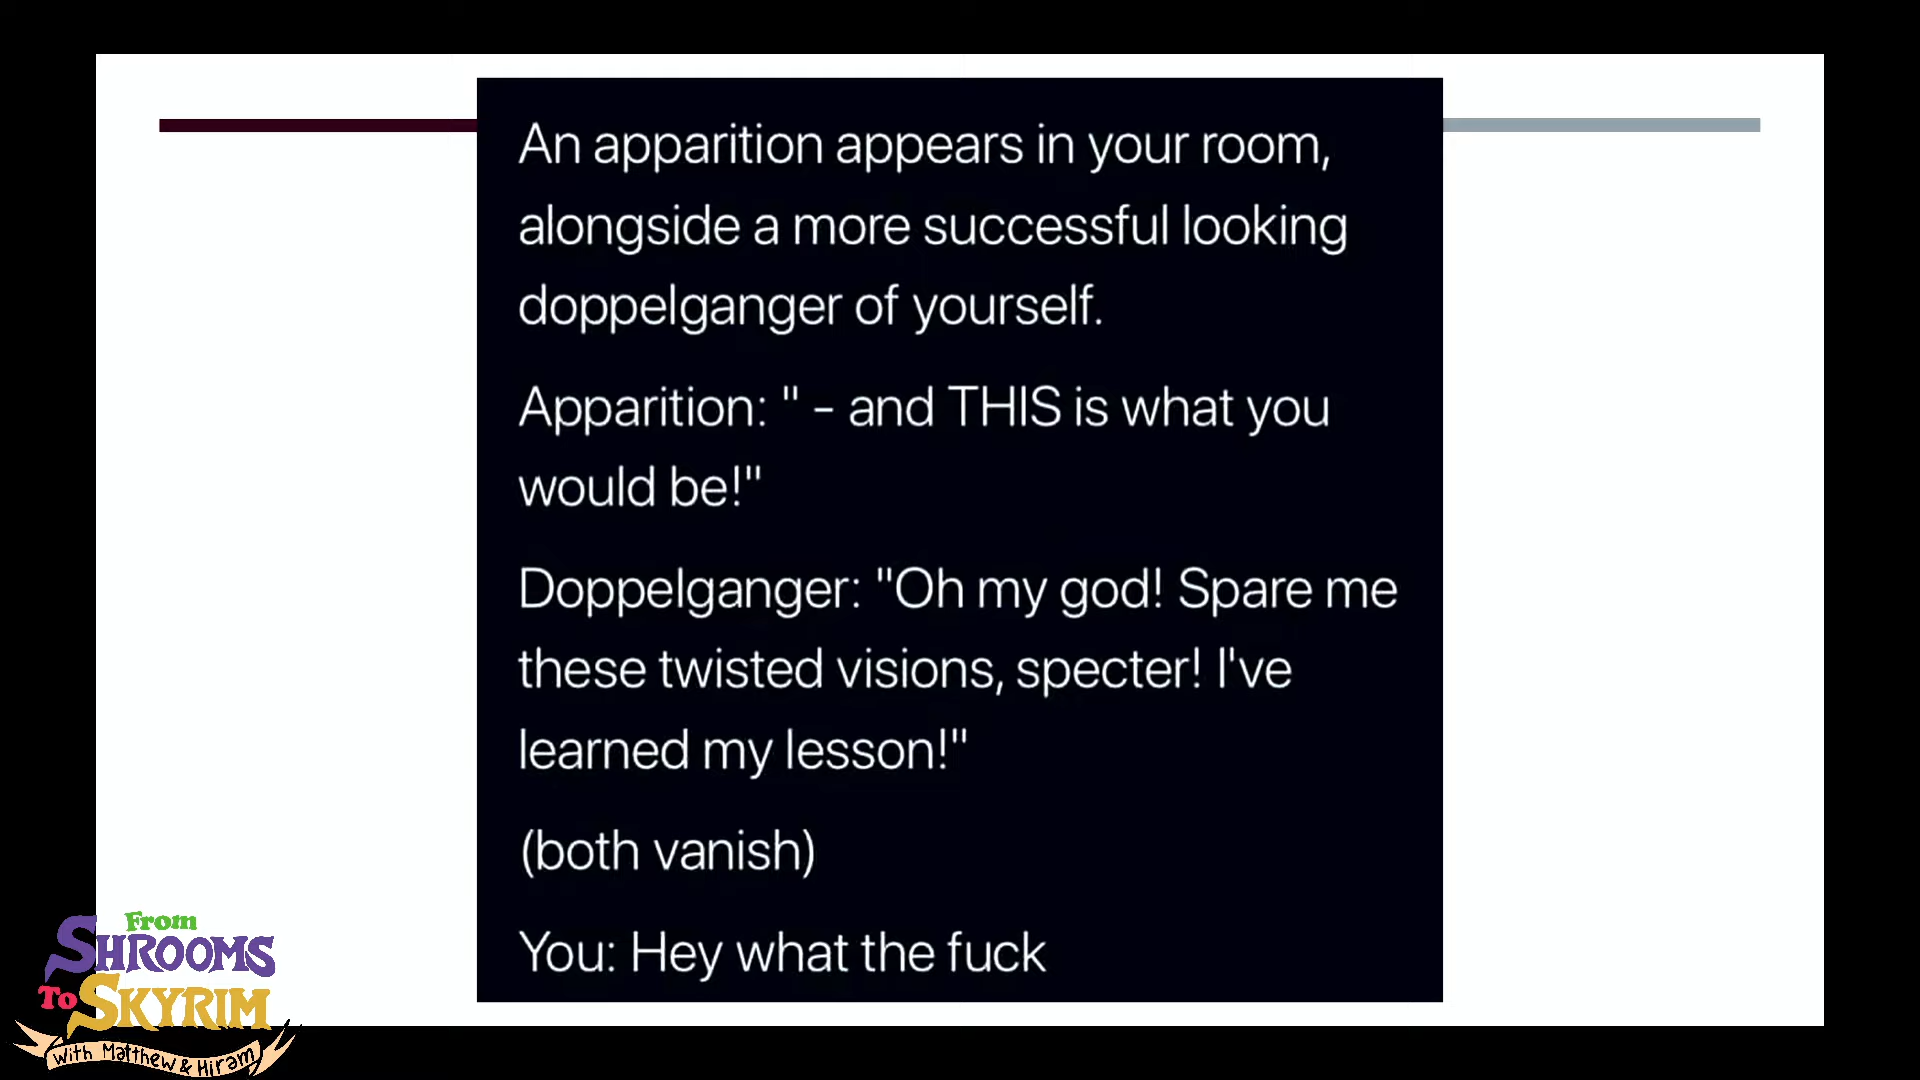 An apparition appears in your room,
alongside a more successful looking
doppelganger of yourself.
Apparition: " - and THIS is what you
would be!"
Doppelganger: "Oh my god! Spare me
these twisted visions, specter! I've
learned my lesson!"
(both vanish)
You: Hey what the fuck
From
SHROOMS
To SKYRIM
with Matthew & Hiram